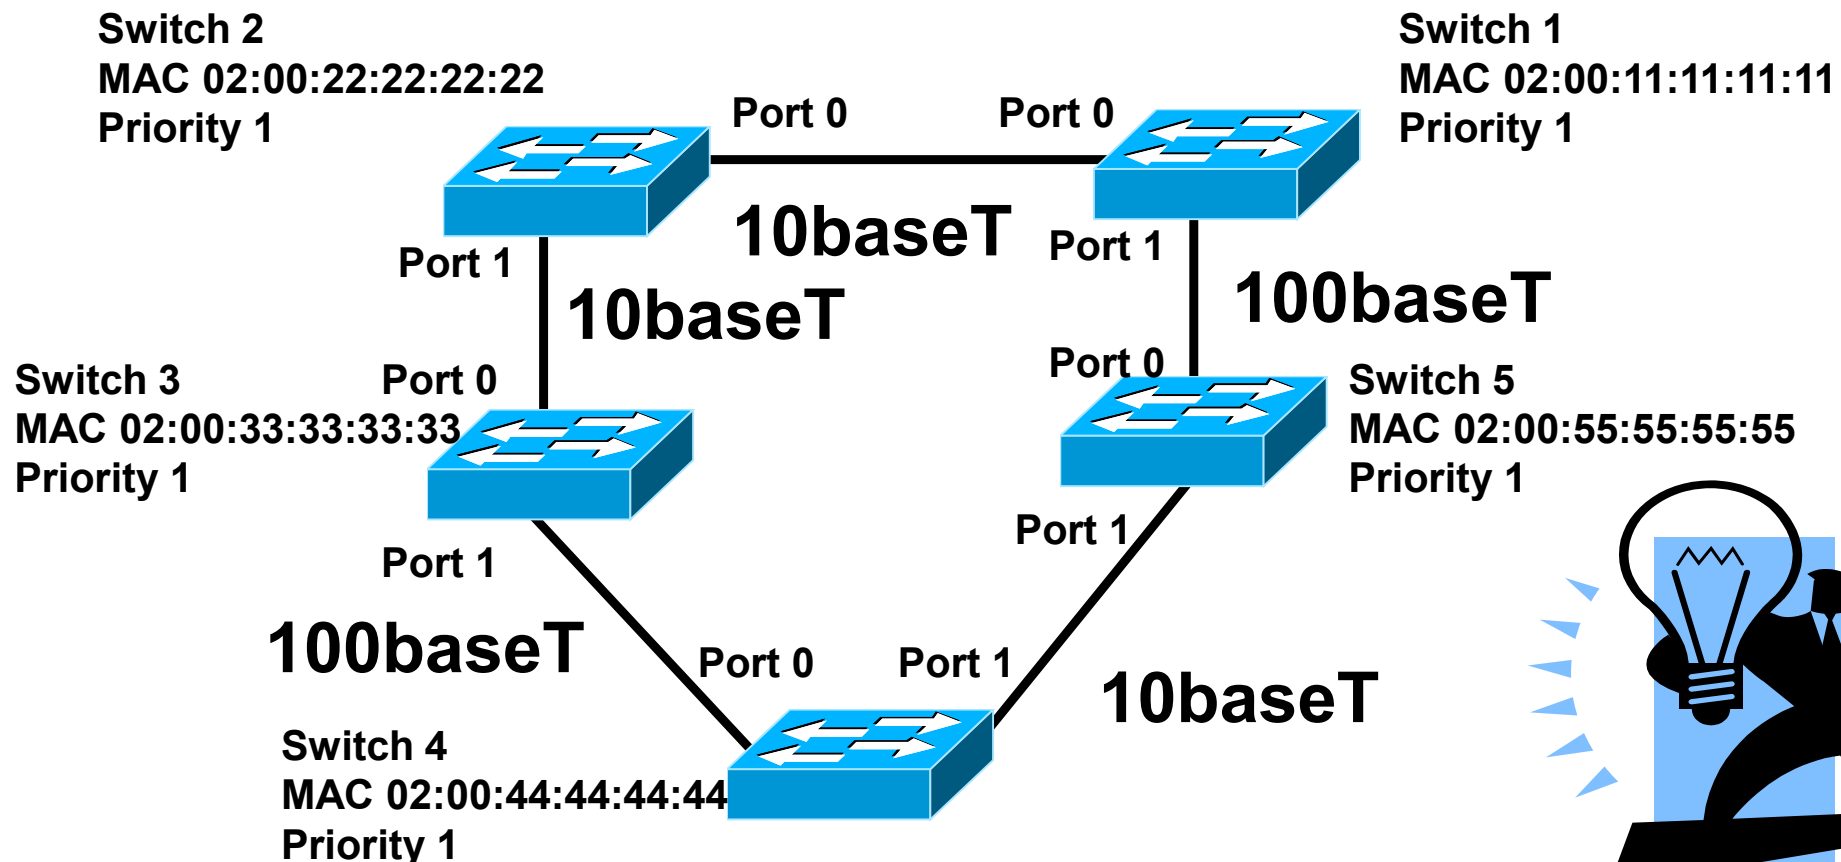 Switch 2
MAC 02:00:22:22:22:22
Priority 1
Switch 1
MAC 02:00:11:11:11:11
Priority 1
Port 0
Port 0
10baseT
Port 1
Port 1
10baseT
100baseT
Port 0
Switch 3
MAC 02:00:33:33:33:33
Priority 1
Port 0
Switch 5
MAC 02:00:55:55:55:55
Priority 1
Port 1
Port 1
100baseT
Port 0
Port 1
10baseT
Switch 4
MAC 02:00:44:44:44:44
Priority 1